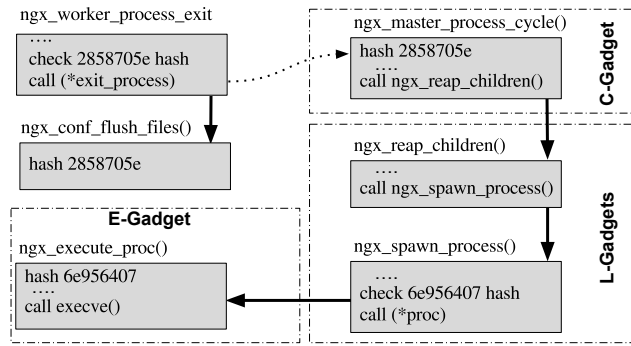 ngx_worker_process_exit
....
check 2858705e hash
call (*exit_process)
ngx_conf_flush_files()
hash 2858705e
E-Gadget
ngx_execute_proc()
hash 6e956407
....
call execve()
ngx_master_process_cycle()
hash 2858705e
....
call ngx_reap_children()
C-Gadget
ngx_reap_children()
....
call ngx_spawn_process()
ngx_spawn_process()
....
check 6e956407 hash
call (*proc)
L-Gadgets